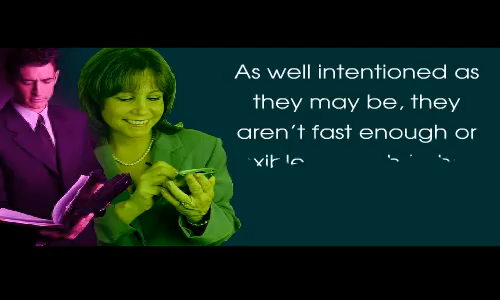 As well intentioned as
they may be, they
aren't fast enough or